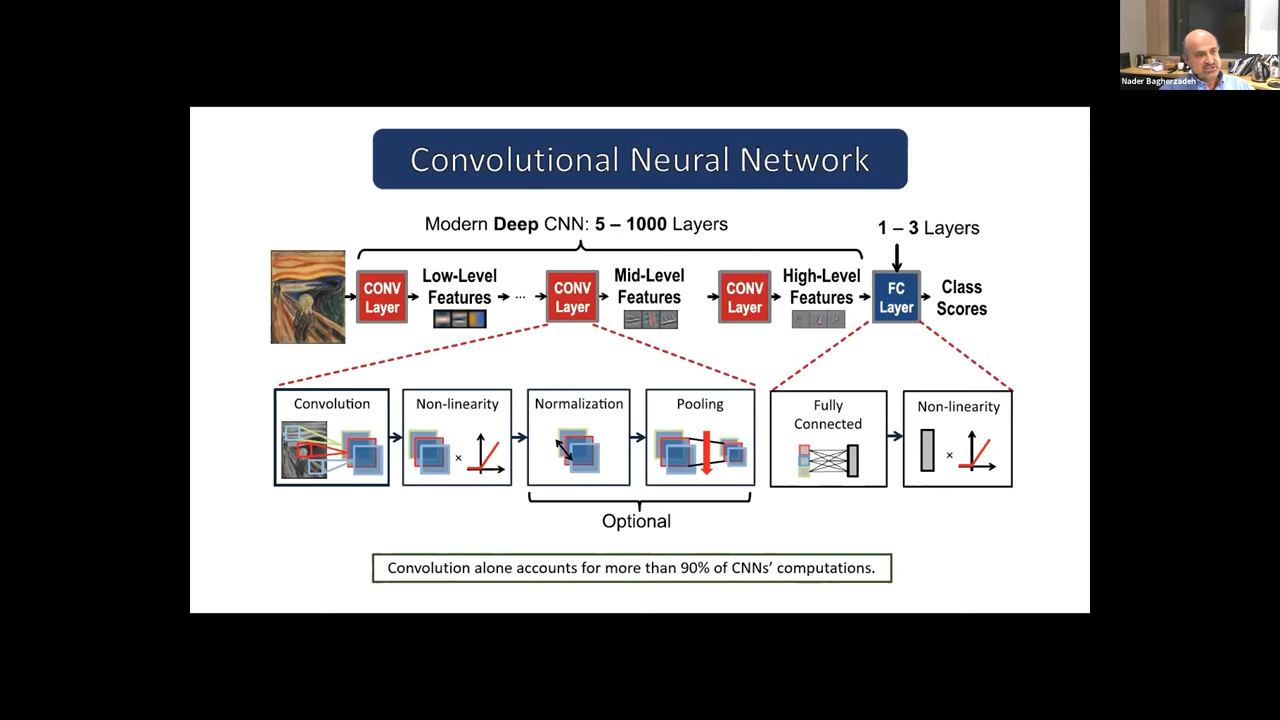 Nader Bagherzadeh
Convolutional Neural Network
Modern Deep CNN: 5 – 1000 Layers
1 – 3 Layers
CONV
Layer
Low-Level
Features
...
CONV
Layer
Mid-Level
Features
CONV
Layer
High-Level
Features
FC
Layer
Class
Scores
Convolution
Non-linearity
×
Normalization
Pooling
Fully
Connected
Non-linearity
×
Optional
Convolution alone accounts for more than 90% of CNNs' computations.